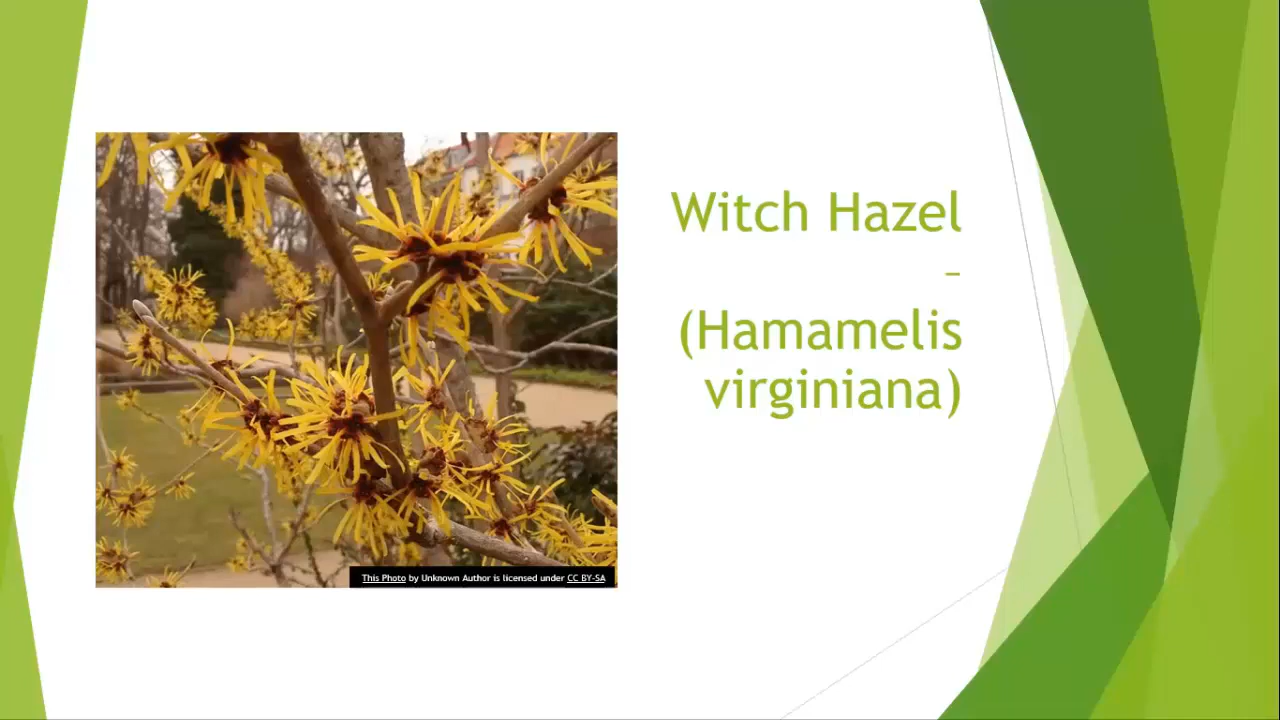 Witch Hazel
–
(Hamamelis
virginiana)
This Photo by Unknown Author is licensed under CC BY-SA